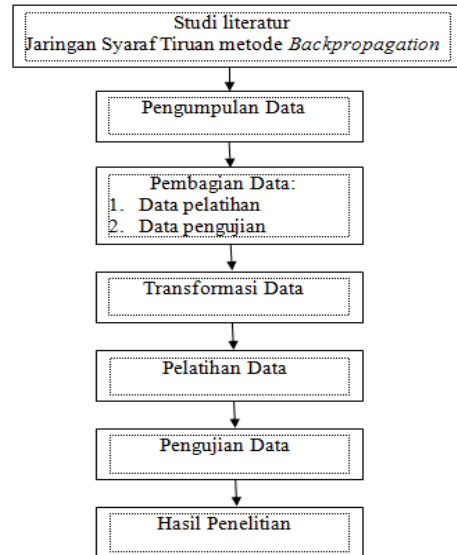 Studi literatur
Jaringan Syaraf Tiruan metode Backpropagation
Pengumpulan Data
Pembagian Data:
1. Data pelatihan
2. Data pengujian
Transformasi Data
Pelatihan Data
Pengujian Data
Hasil Penelitian